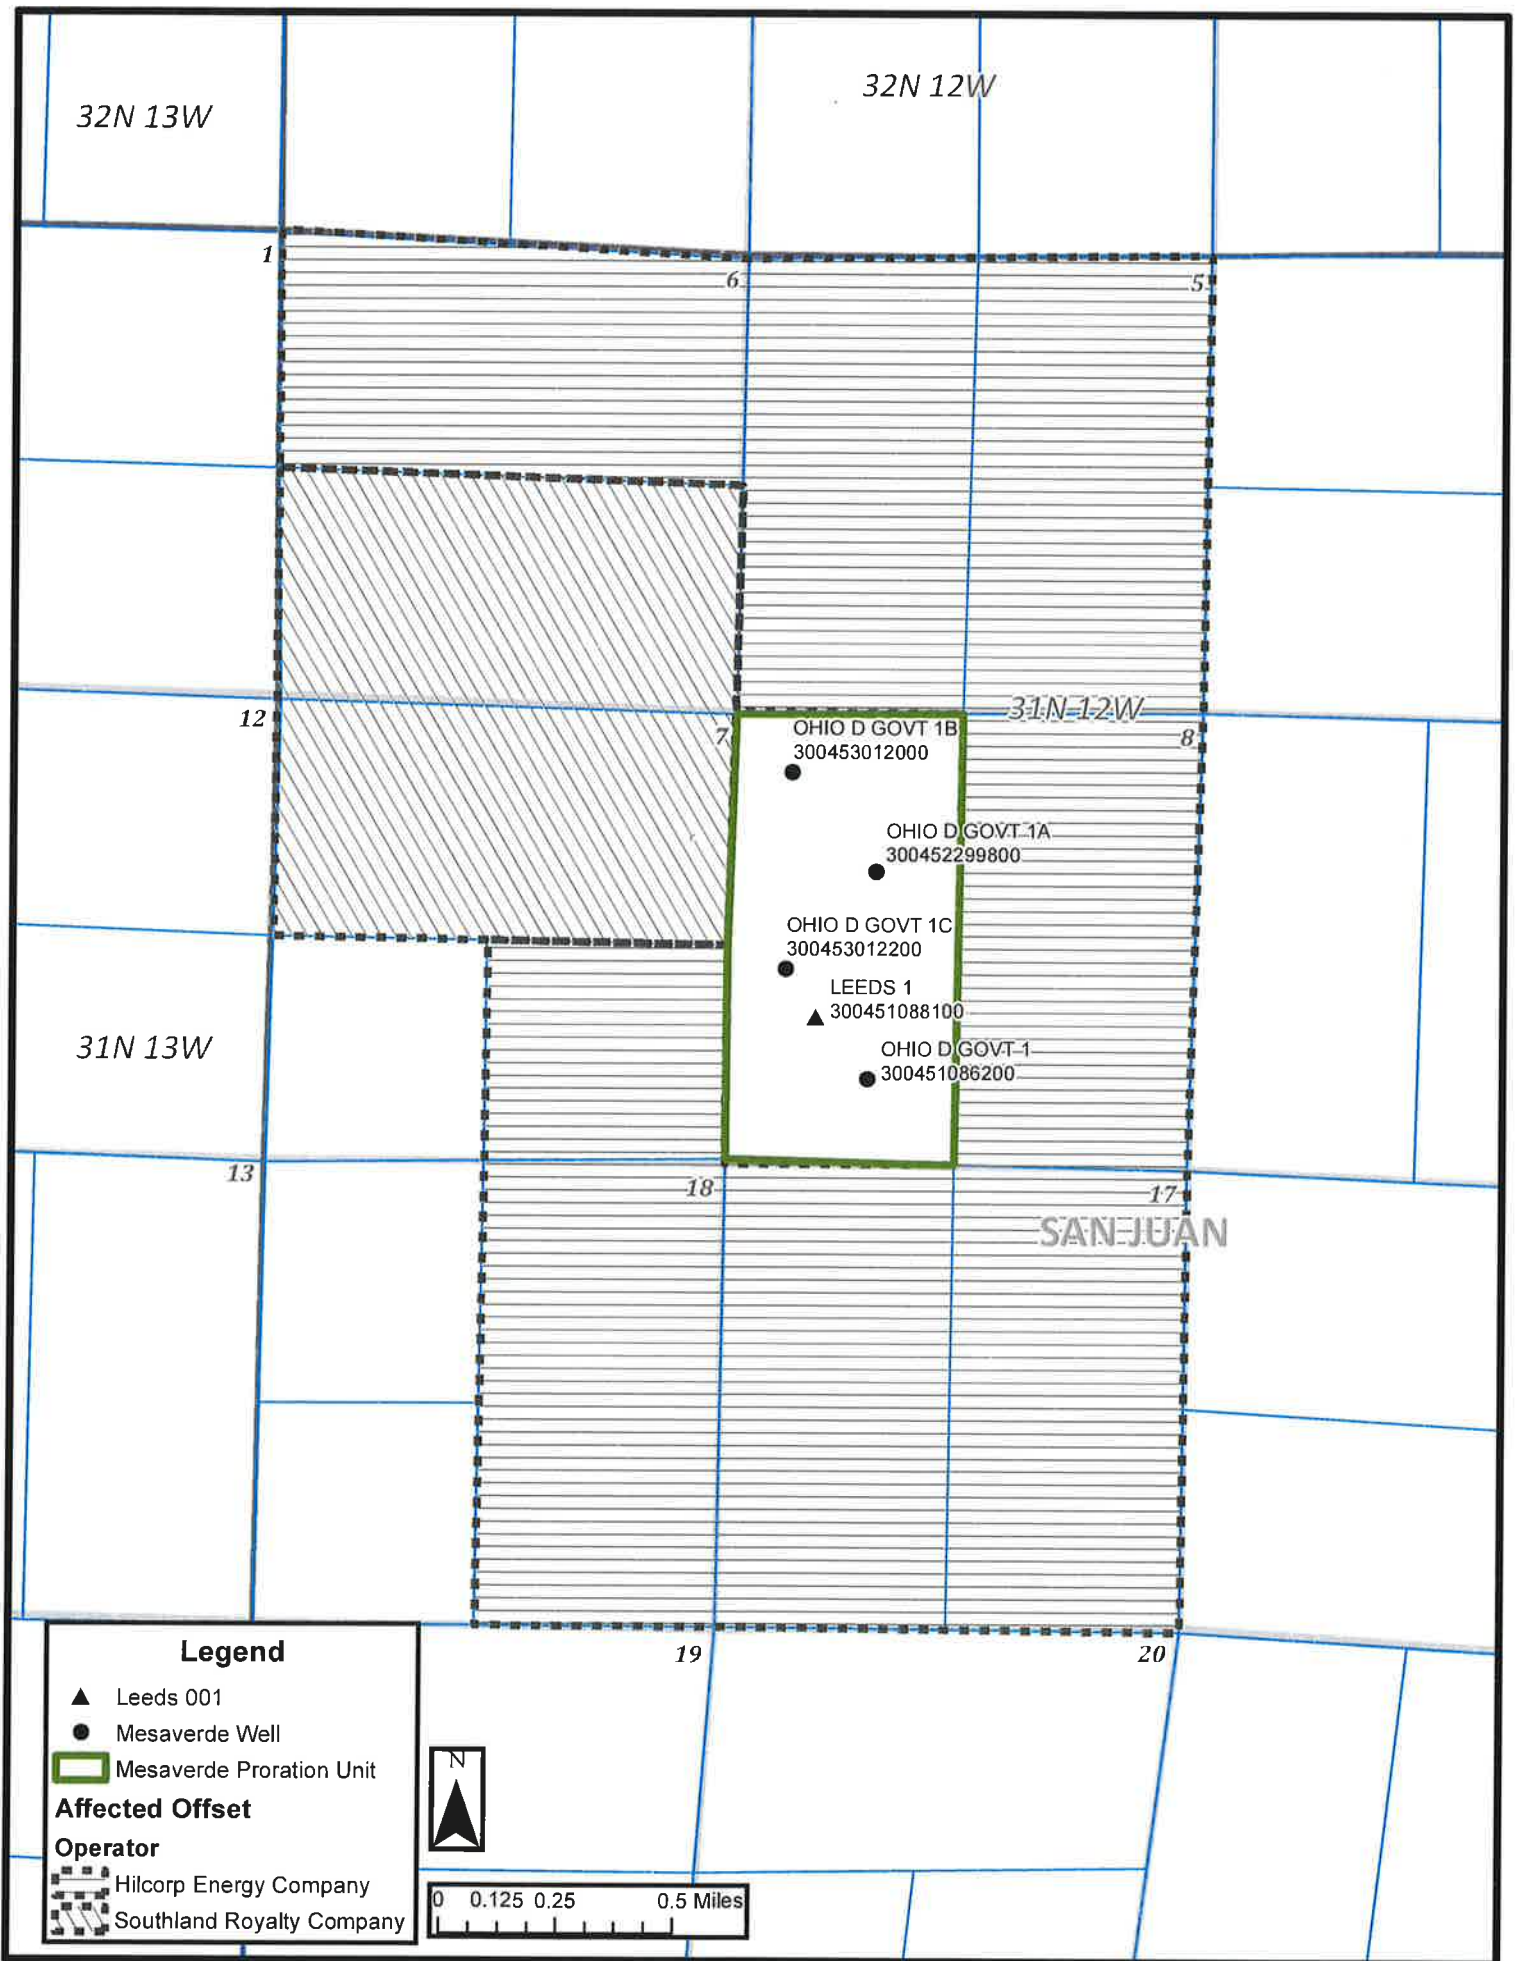 32N 13W
32N 12W
1
6
5
12
7
31N 12W
8
OHIO D GOVT 1B
300453012000
OHIO D GOVT 1A
300452299800
OHIO D GOVT 1C
300453012200
LEEDS 1
300451088100
OHIO D GOVT 1
300451086200
31N 13W
13
18
17
SAN JUAN
19
20
Legend
Leeds 001
Mesaverde Well
Mesaverde Proration Unit
Affected Offset
Operator
Hilcorp Energy Company
Southland Royalty Company
N
0 0.125 0.25 0.5 Miles